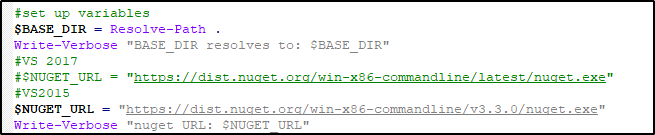 #set up variables
$BASE_DIR = Resolve-Path .
Write-Verbose "BASE_DIR resolves to: $BASE_DIR"
#VS 2017
#$NUGET_URL = "https://dist.nuget.org/win-x86-commandline/latest/nuget.exe"
#VS2015
$NUGET_URL = "https://dist.nuget.org/win-x86-commandline/v3.3.0/nuget.exe"
Write-Verbose "nuget URL: $NUGET_URL"